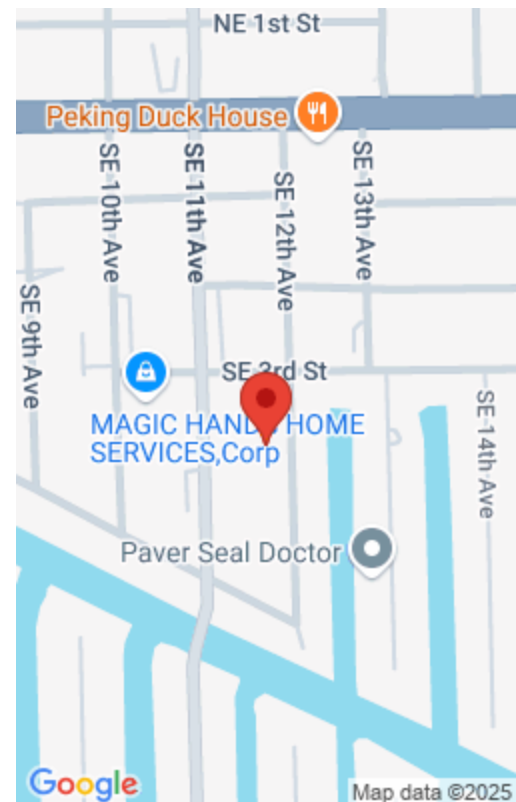 NE 1st St
Peking Duck House
SE 10th Ave
SE 11th Ave
SE 12th Ave
SE 13th Ave
SE 9th Ave
SE 3rd St
MAGIC HANDS HOME
SERVICES,Corp
SE 14th Ave
Paver Seal Doctor
Google
Map data ©2025